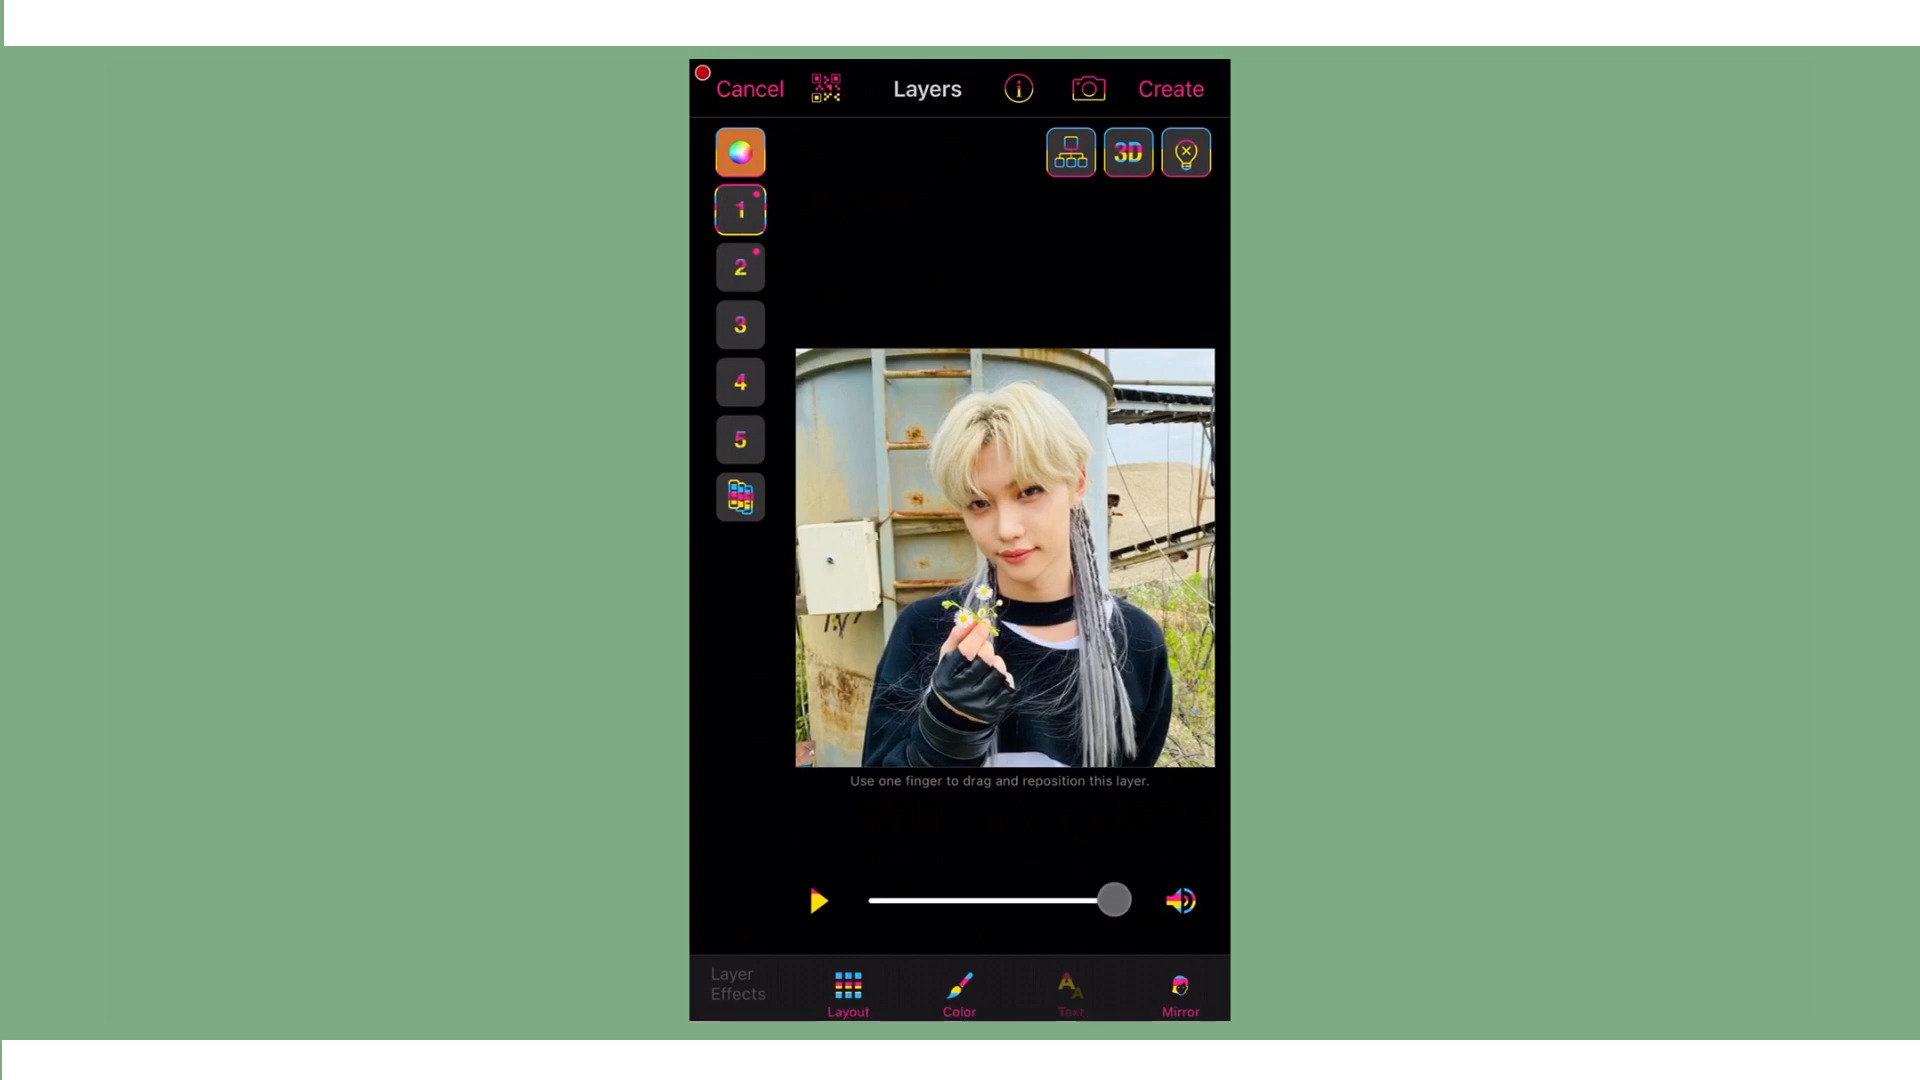 Cancel
Layers
Create
3D
1
2
3
4
5
Use one finger to drag and reposition this layer.
Layer
Effects
Layout
Color
Text
Mirror